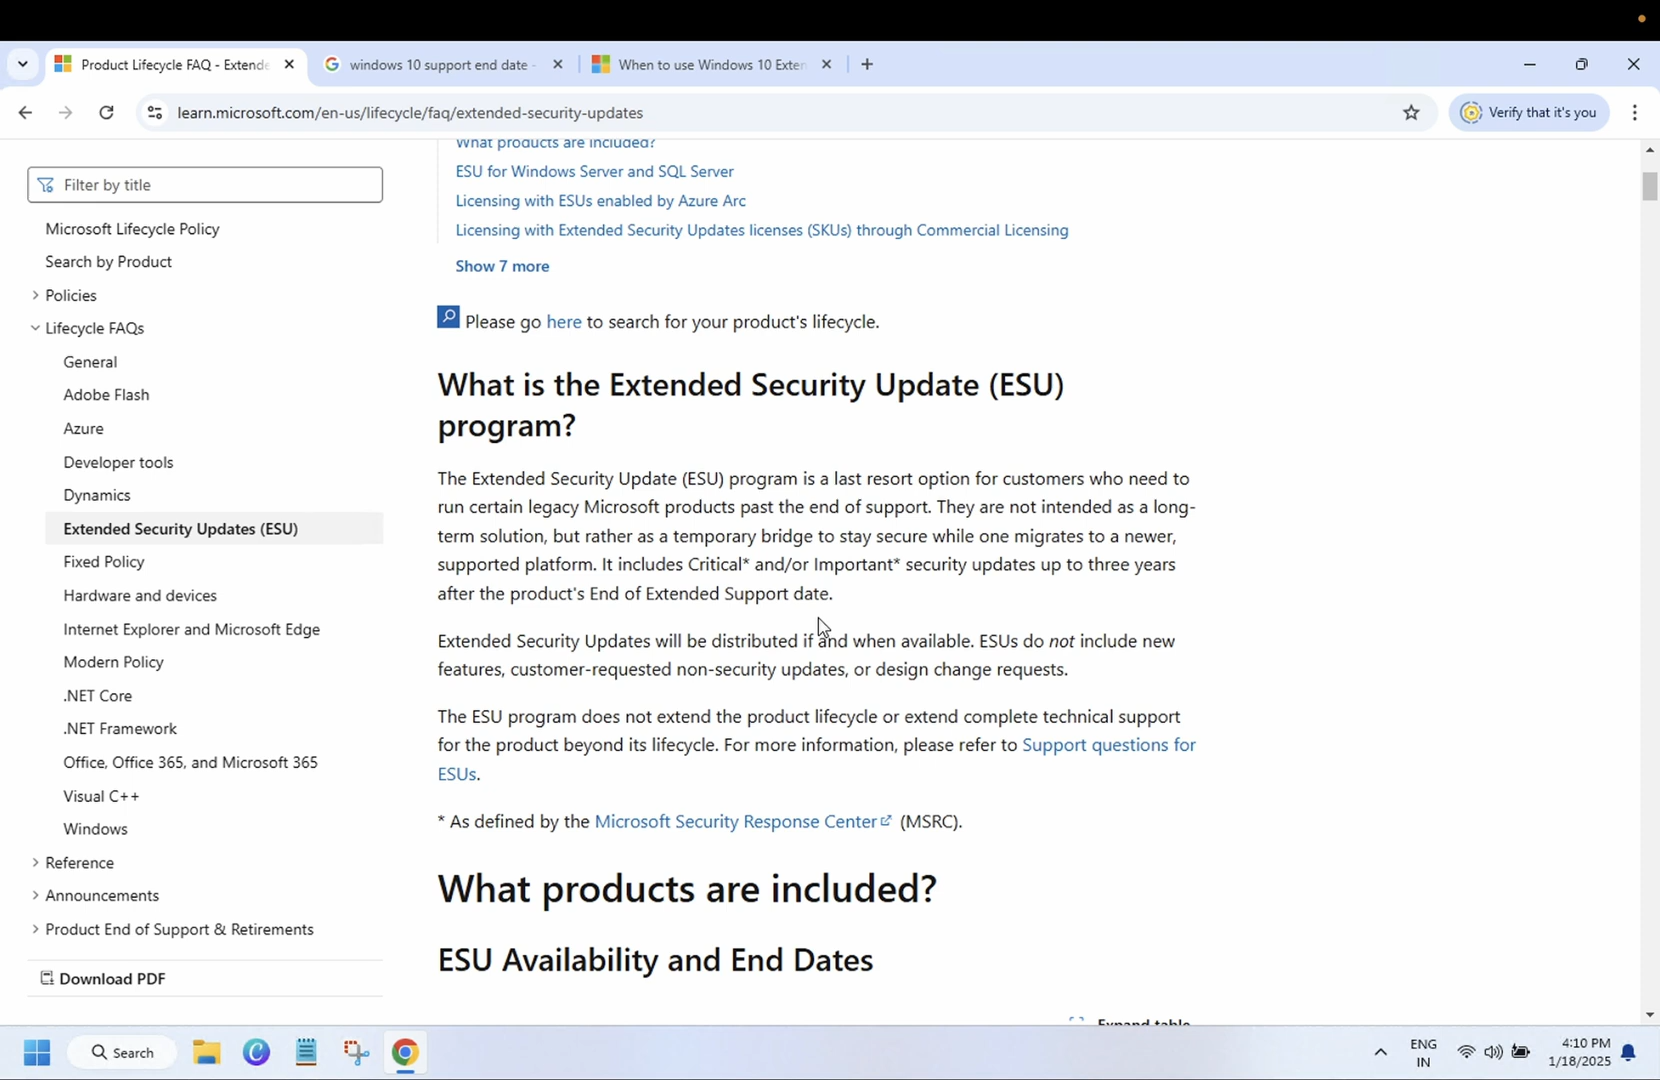 Product Lifecycle FAQ - Extende
windows 10 support end date -
When to use Windows 10 Exten
learn.microsoft.com/en-us/lifecycle/faq/extended-security-updates
Verify that it's you
Filter by title
Microsoft Lifecycle Policy
Search by Product
Policies
Lifecycle FAQs
General
Adobe Flash
Azure
Developer tools
Dynamics
Extended Security Updates (ESU)
Fixed Policy
Hardware and devices
Internet Explorer and Microsoft Edge
Modern Policy
.NET Core
.NET Framework
Office, Office 365, and Microsoft 365
Visual C++
Windows
Reference
Announcements
Product End of Support & Retirements
Download PDF
What products are included?
ESU for Windows Server and SQL Server
Licensing with ESUs enabled by Azure Arc
Licensing with Extended Security Updates licenses (SKUs) through Commercial Licensing
Show 7 more
Please go here to search for your product's lifecycle.
What is the Extended Security Update (ESU)
program?
The Extended Security Update (ESU) program is a last resort option for customers who need to
run certain legacy Microsoft products past the end of support. They are not intended as a long-
term solution, but rather as a temporary bridge to stay secure while one migrates to a newer,
supported platform. It includes Critical* and/or Important* security updates up to three years
after the product's End of Extended Support date.
Extended Security Updates will be distributed if and when available. ESUs do not include new
features, customer-requested non-security updates, or design change requests.
The ESU program does not extend the product lifecycle or extend complete technical support
for the product beyond its lifecycle. For more information, please refer to Support questions for
ESUs.
* As defined by the Microsoft Security Response Center (MSRC).
What products are included?
ESU Availability and End Dates
Expand table
Search
ENG
IN
4:10 PM
1/18/2025